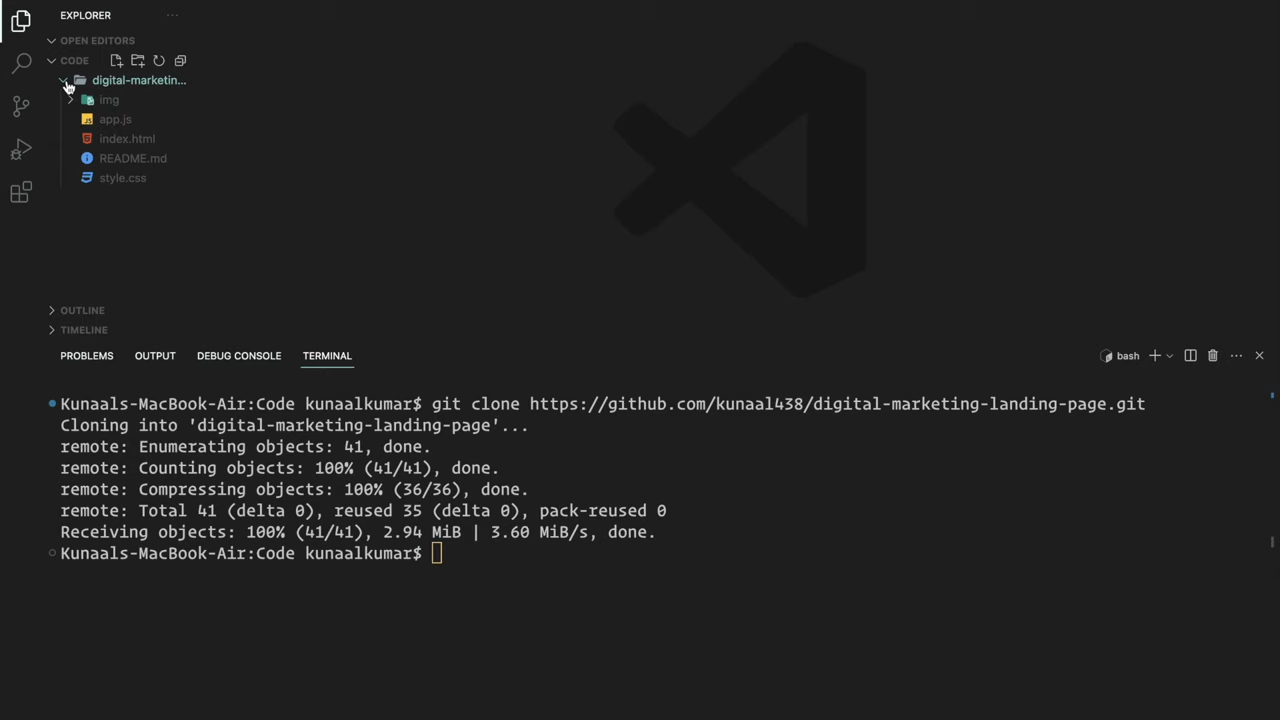 EXPLORER
OPEN EDITORS
CODE
digital-marketin...
img
app.js
index.html
README.md
style.css
OUTLINE
TIMELINE
PROBLEMS OUTPUT DEBUG CONSOLE TERMINAL bash
Kunaals-MacBook-Air:Code kunaalkumar$ git clone https://github.com/kunaal438/digital-marketing-landing-page.git
Cloning into 'digital-marketing-landing-page'...
remote: Enumerating objects: 41, done.
remote: Counting objects: 100% (41/41), done.
remote: Compressing objects: 100% (36/36), done.
remote: Total 41 (delta 0), reused 35 (delta 0), pack-reused 0
Receiving objects: 100% (41/41), 2.94 MiB | 3.60 MiB/s, done.
Kunaals-MacBook-Air:Code kunaalkumar$